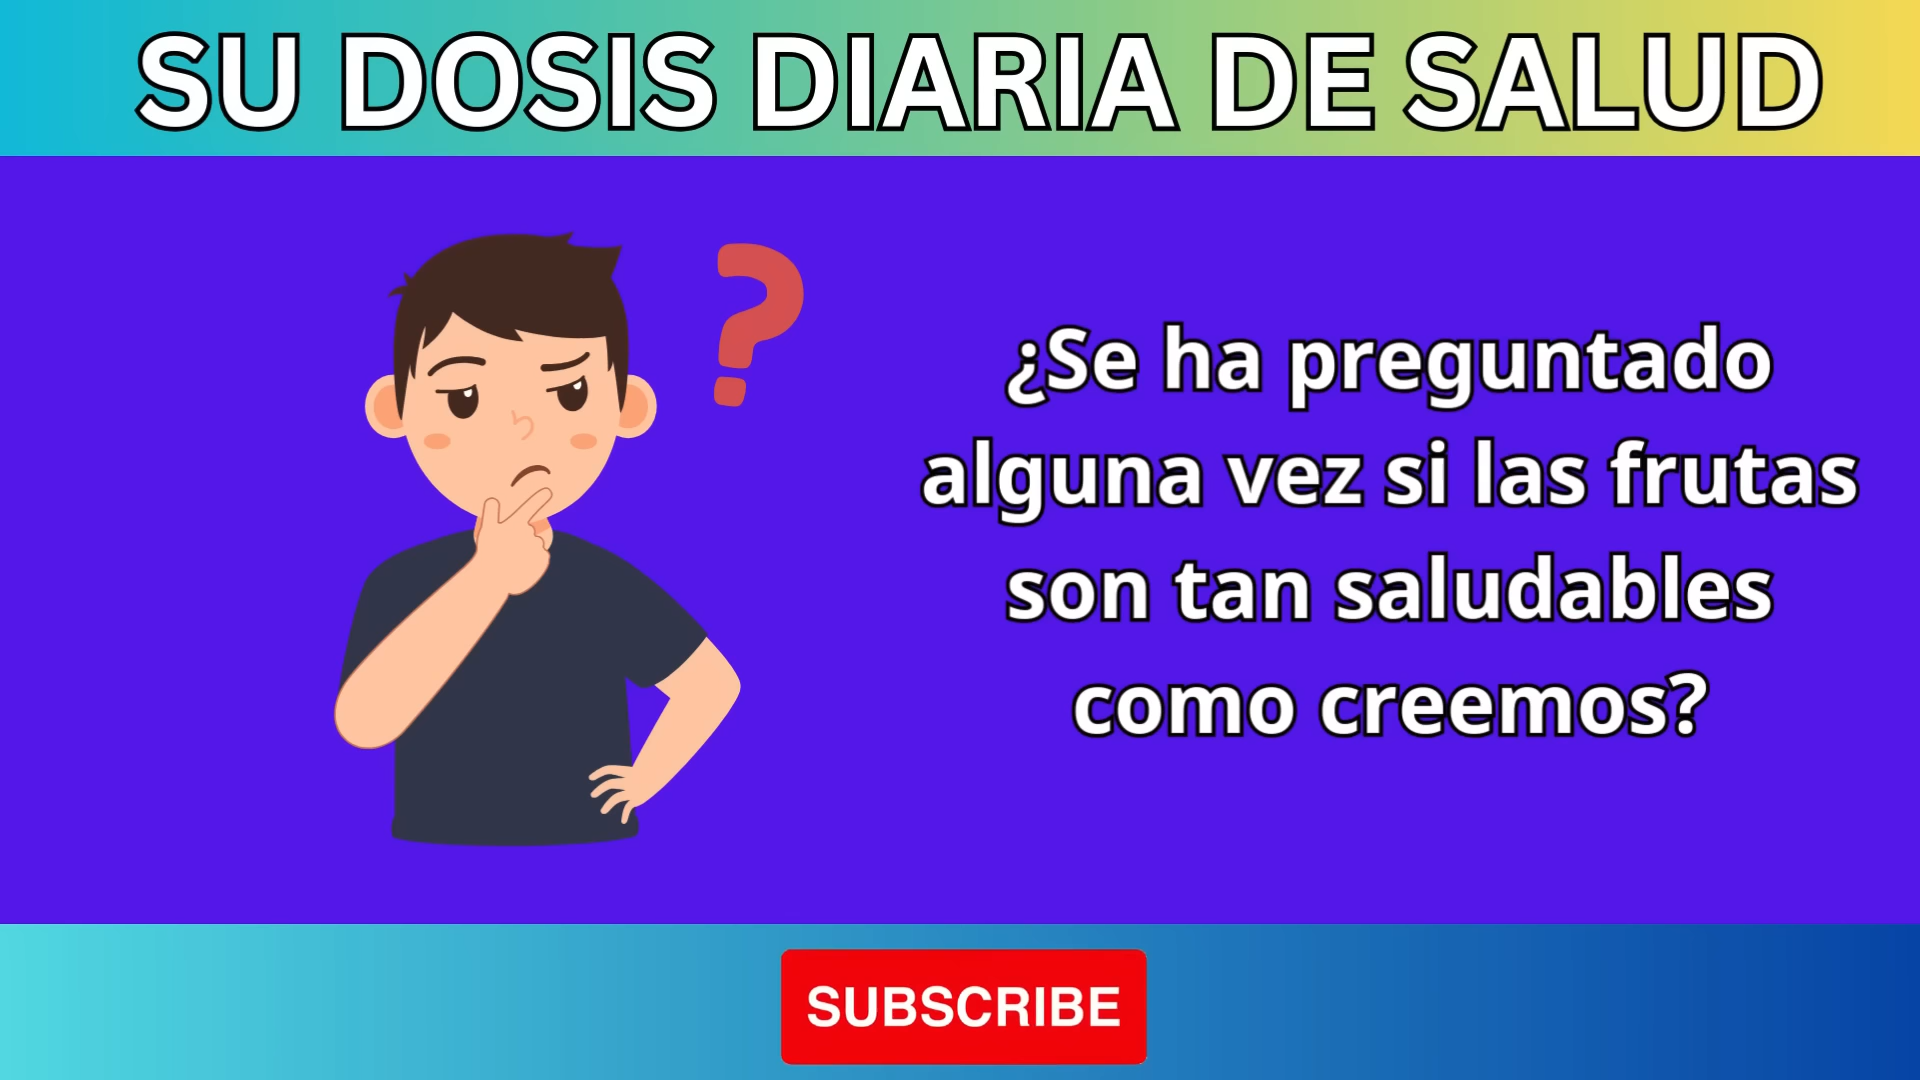 SU DOSIS DIARIA DE SALUD
?
¿Se ha preguntado
alguna vez si las frutas
son tan saludables
como creemos?
SUBSCRIBE